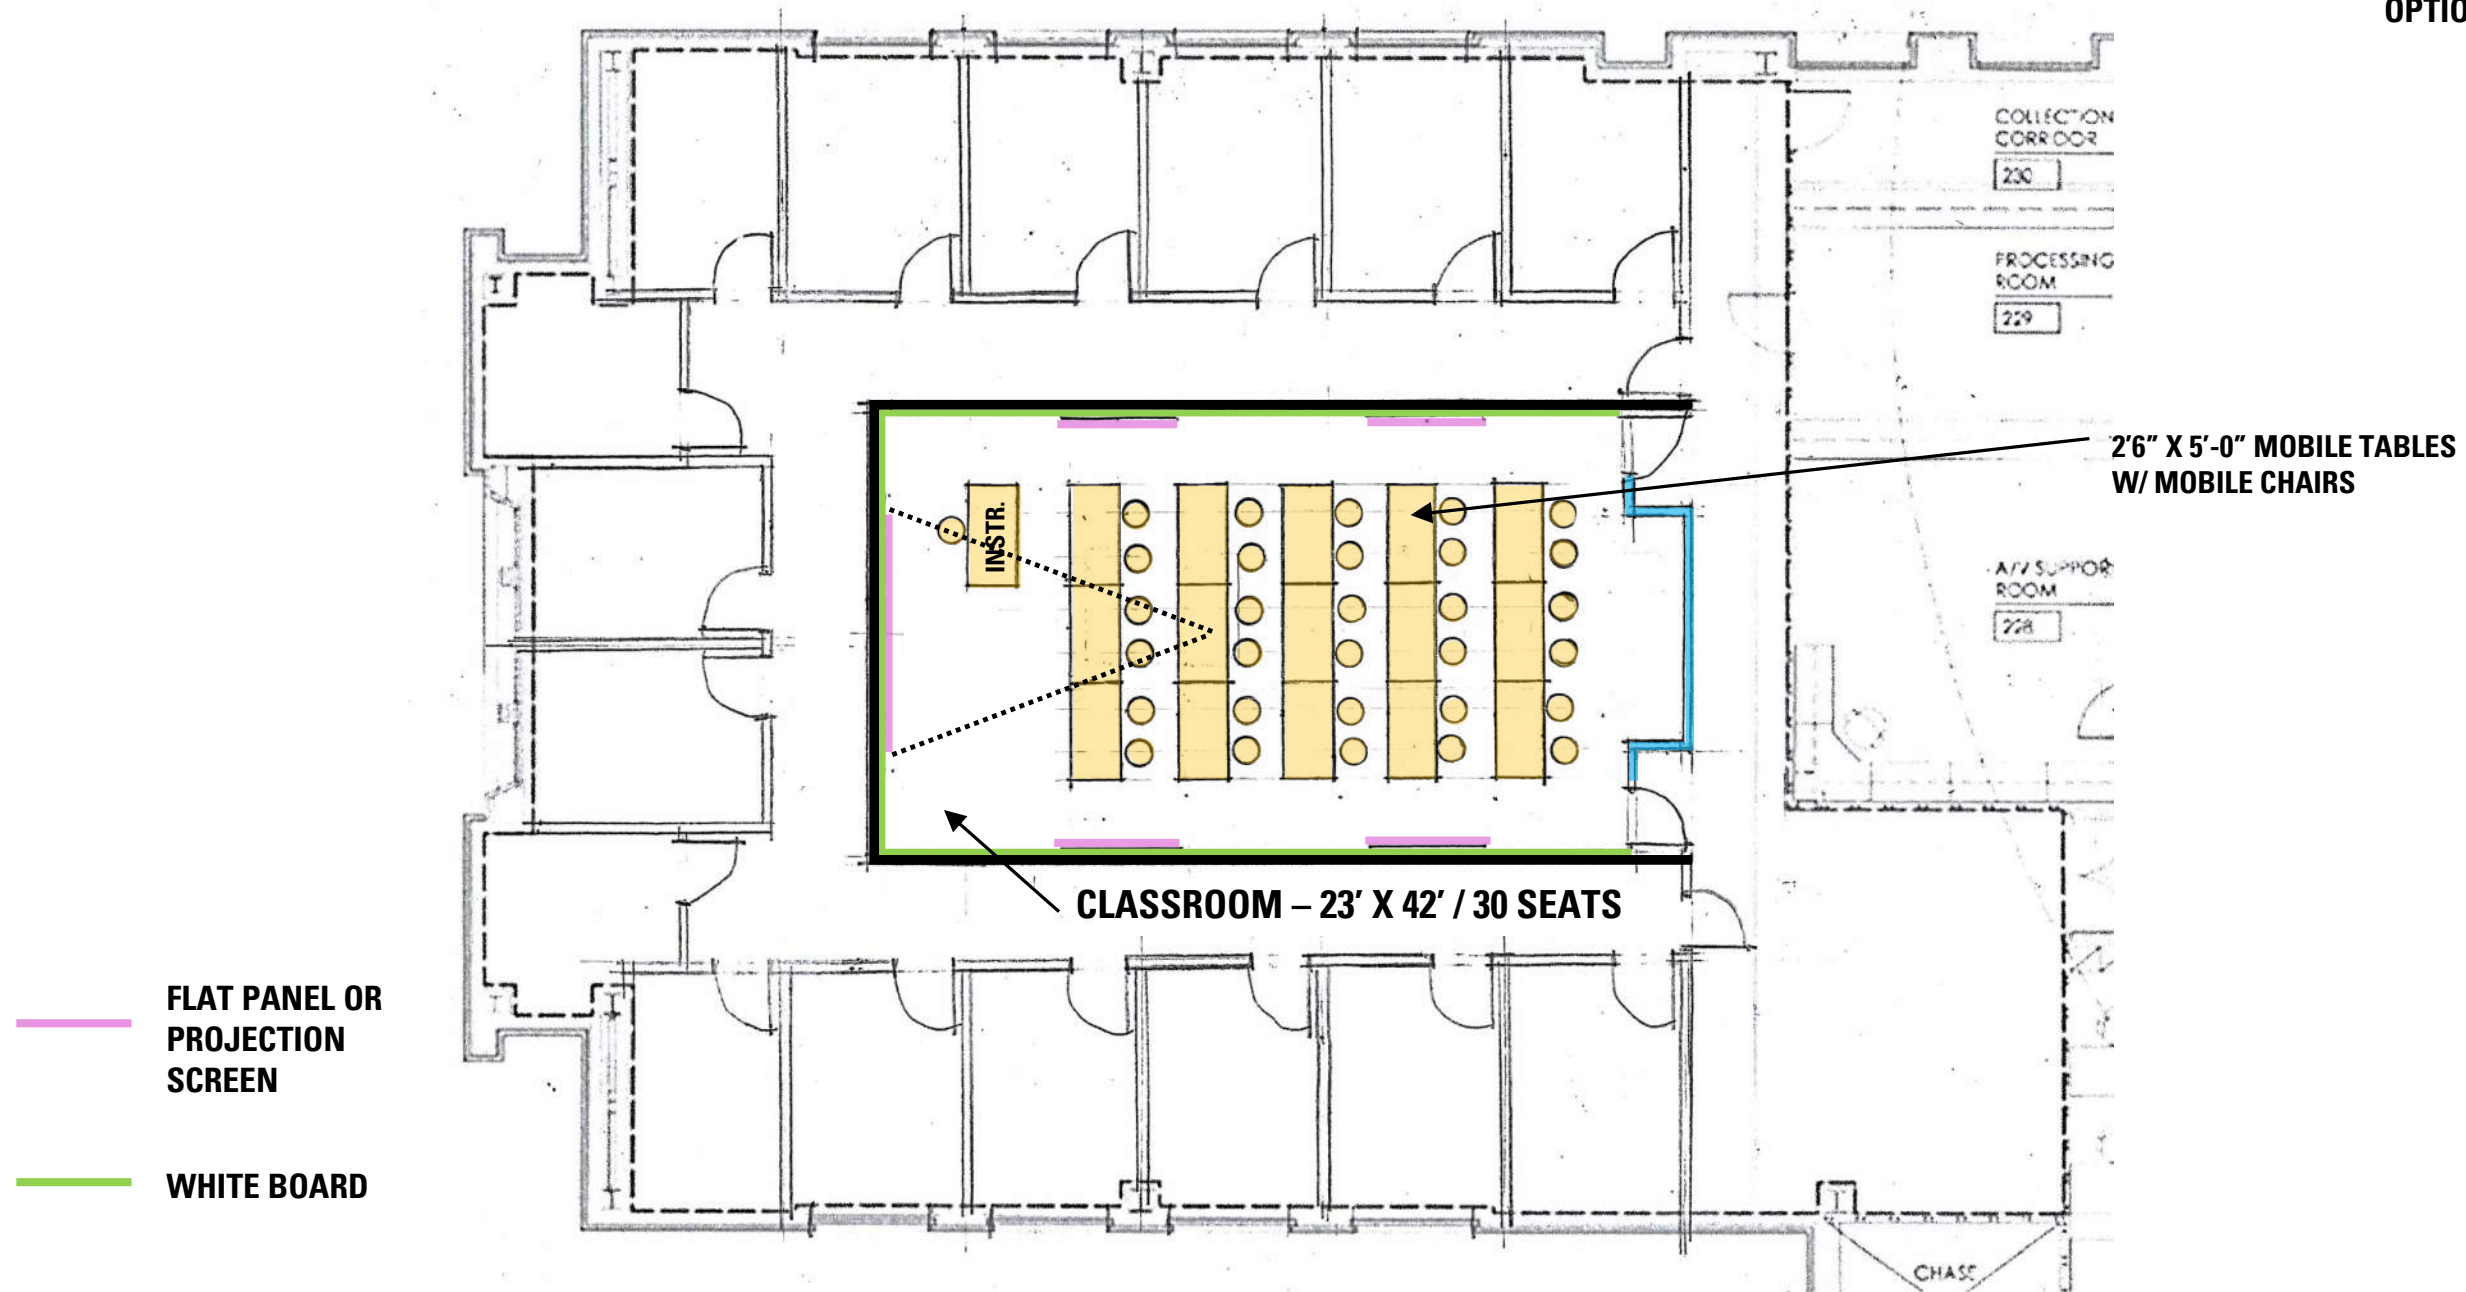 OPTIO
COLLECTION
CORRIDOR
230
PROCESSING
ROOM
229
2'6" X 5'-0" MOBILE TABLES
W/ MOBILE CHAIRS
INSTR.
A/V SUPPOR
ROOM
228
CLASSROOM – 23' X 42' / 30 SEATS
FLAT PANEL OR
PROJECTION
SCREEN
WHITE BOARD
CHASE